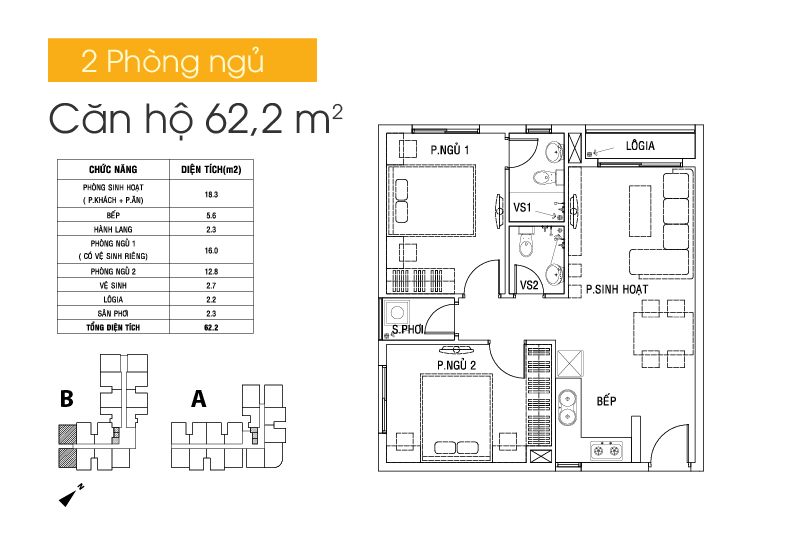 2 Phòng ngủ
Căn hộ 62,2 m²
CHỨC NĂNG DIỆN TÍCH(m2)
PHÒNG SINH HOẠT
( P.KHÁCH + P.ĂN) 18.3
BẾP 5.6
HÀNH LANG 2.3
PHÒNG NGỦ 1
( CÓ VỆ SINH RIÊNG) 16.0
PHÒNG NGỦ 2 12.8
VỆ SINH 2.7
LÔGIA 2.2
SÂN PHƠI 2.3
TỔNG DIỆN TÍCH 62.2
B
A
N
P.NGỦ 1
LÔGIA
VS1
VS2
P.SINH HOẠT
S.PHƠI
P.NGỦ 2
BẾP